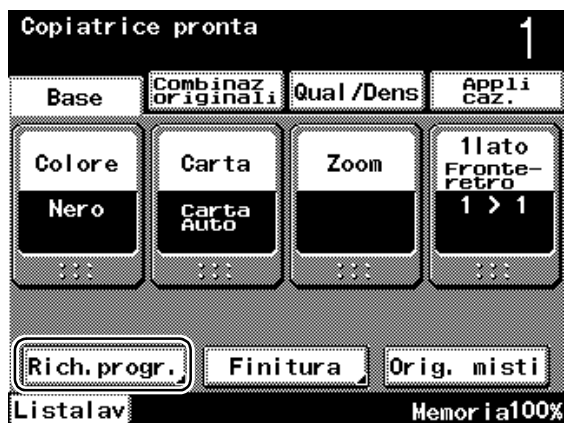 Copiatrice pronta 1
Base Combinaz originali Qual/Dens Appli caz.
Colore Carta Zoom 1lato Fronte-retro
Nero Carta Auto 1 > 1
Rich.progr. Finitura Orig. misti
Listalav Memoria100%